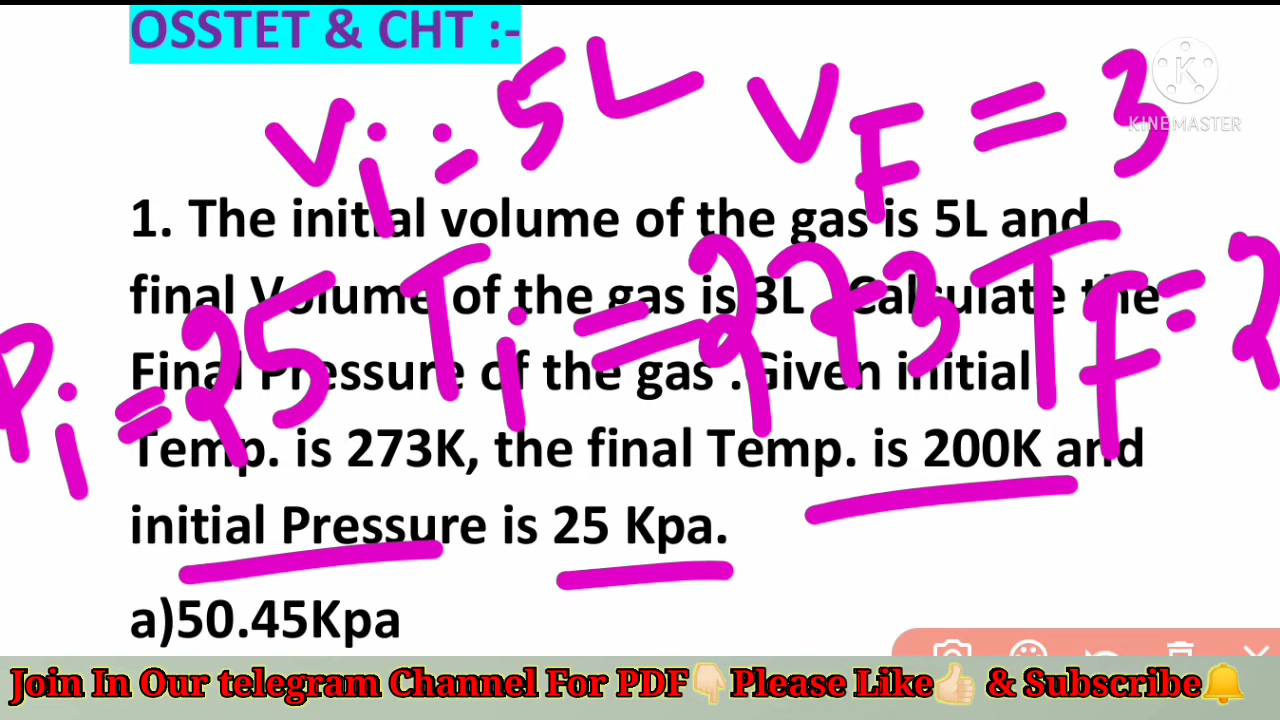 OSSTET & CHT :-
Vi = 5L VF = 3
K
KINEMASTER
1. The initial volume of the gas is 5L and
final Volume of the gas is 3L . Calculate the
Pi = 25 Ti = 273 TF = 2
Final Pressure of the gas . Given initial
Temp. is 273K, the final Temp. is 200K and
initial Pressure is 25 Kpa.
a)50.45Kpa
Join In Our telegram Channel For PDF👇🏻Please Like👍🏻 & Subscribe🔔